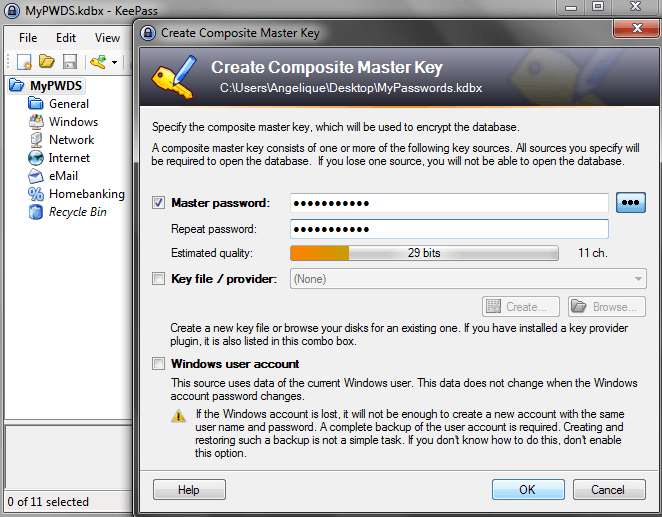 MyPWDS.kdbx - KeePass
File Edit View
MyPWDS
General
Windows
Network
Internet
eMail
Homebanking
Recycle Bin
0 of 11 selected
Create Composite Master Key
Create Composite Master Key
C:\Users\Angelique\Desktop\MyPasswords.kdbx
Specify the composite master key, which will be used to encrypt the database.
A composite master key consists of one or more of the following key sources. All sources you specify will
be required to open the database. If you lose one source, you will not be able to open the database.
Master password: ●●●●●●●●●●●
Repeat password: ●●●●●●●●●●●
Estimated quality: 29 bits 11 ch.
Key file / provider: (None)
Create... Browse...
Create a new key file or browse your disks for an existing one. If you have installed a key provider
plugin, it is also listed in this combo box.
Windows user account
This source uses data of the current Windows user. This data does not change when the Windows
account password changes.
If the Windows account is lost, it will not be enough to create a new account with the same
user name and password. A complete backup of the user account is required. Creating and
restoring such a backup is not a simple task. If you don't know how to do this, don't enable
this option.
Help OK Cancel